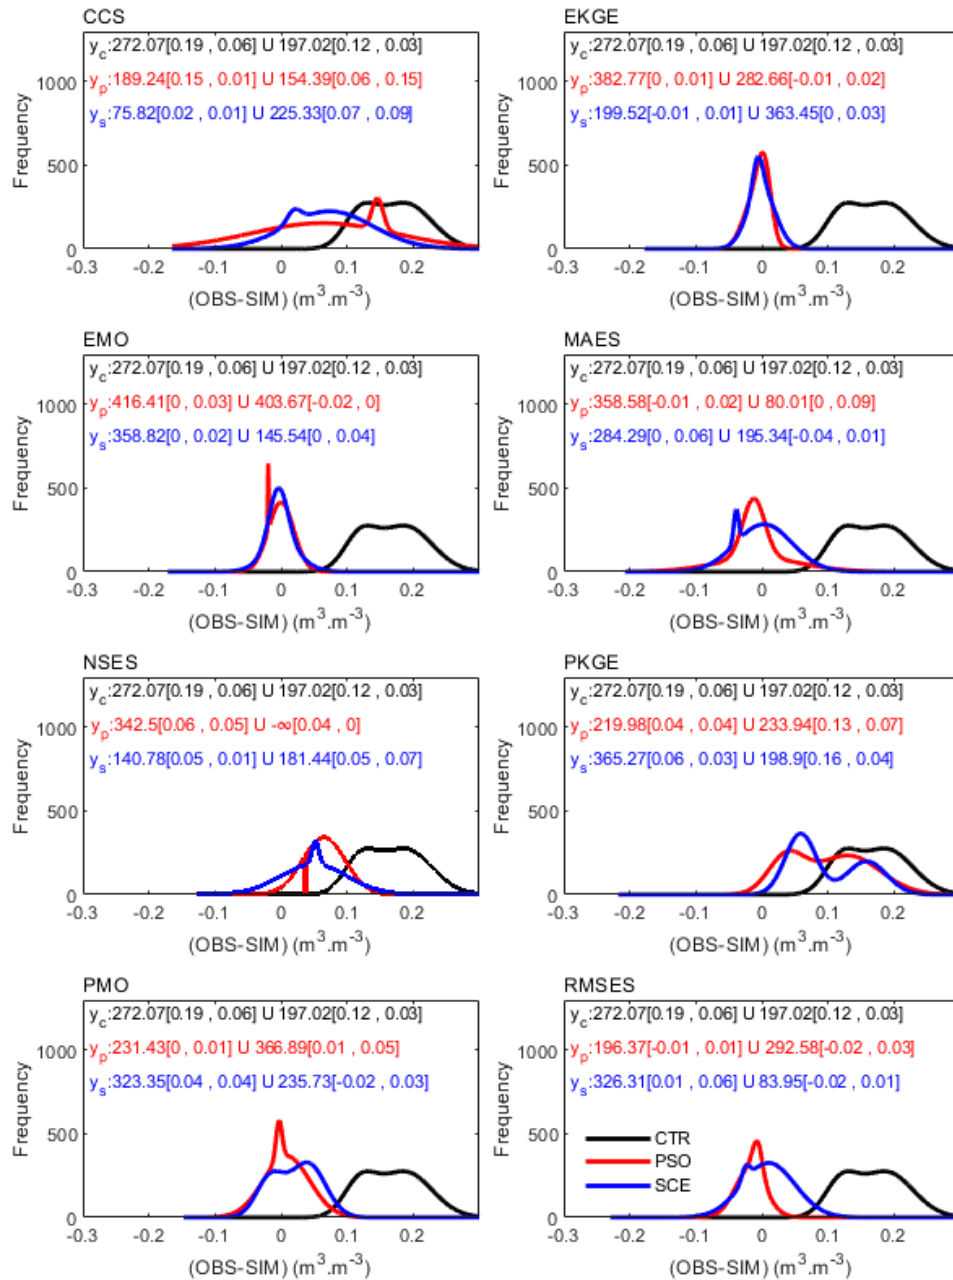 CCS
y_c:272.07[0.19 , 0.06] U 197.02[0.12 , 0.03]
y_p:189.24[0.15 , 0.01] U 154.39[0.06 , 0.15]
y_s:75.82[0.02 , 0.01] U 225.33[0.07 , 0.09]
Frequency
1000
500
0
-0.3 -0.2 -0.1 0 0.1 0.2
(OBS-SIM) (m³.m⁻³)
EKGE
y_c:272.07[0.19 , 0.06] U 197.02[0.12 , 0.03]
y_p:382.77[0 , 0.01] U 282.66[-0.01 , 0.02]
y_s:199.52[-0.01 , 0.01] U 363.45[0 , 0.03]
Frequency
1000
500
0
-0.3 -0.2 -0.1 0 0.1 0.2
(OBS-SIM) (m³.m⁻³)
EMO
y_c:272.07[0.19 , 0.06] U 197.02[0.12 , 0.03]
y_p:416.41[0 , 0.03] U 403.67[-0.02 , 0]
y_s:358.82[0 , 0.02] U 145.54[0 , 0.04]
Frequency
1000
500
0
-0.3 -0.2 -0.1 0 0.1 0.2
(OBS-SIM) (m³.m⁻³)
MAES
y_c:272.07[0.19 , 0.06] U 197.02[0.12 , 0.03]
y_p:358.58[-0.01 , 0.02] U 80.01[0 , 0.09]
y_s:284.29[0 , 0.06] U 195.34[-0.04 , 0.01]
Frequency
1000
500
0
-0.3 -0.2 -0.1 0 0.1 0.2
(OBS-SIM) (m³.m⁻³)
NSES
y_c:272.07[0.19 , 0.06] U 197.02[0.12 , 0.03]
y_p:342.5[0.06 , 0.05] U -∞[0.04 , 0]
y_s:140.78[0.05 , 0.01] U 181.44[0.05 , 0.07]
Frequency
1000
500
0
-0.3 -0.2 -0.1 0 0.1 0.2
(OBS-SIM) (m³.m⁻³)
PKGE
y_c:272.07[0.19 , 0.06] U 197.02[0.12 , 0.03]
y_p:219.98[0.04 , 0.04] U 233.94[0.13 , 0.07]
y_s:365.27[0.06 , 0.03] U 198.9[0.16 , 0.04]
Frequency
1000
500
0
-0.3 -0.2 -0.1 0 0.1 0.2
(OBS-SIM) (m³.m⁻³)
PMO
y_c:272.07[0.19 , 0.06] U 197.02[0.12 , 0.03]
y_p:231.43[0 , 0.01] U 366.89[0.01 , 0.05]
y_s:323.35[0.04 , 0.04] U 235.73[-0.02 , 0.03]
Frequency
1000
500
0
-0.3 -0.2 -0.1 0 0.1 0.2
(OBS-SIM) (m³.m⁻³)
RMSES
y_c:272.07[0.19 , 0.06] U 197.02[0.12 , 0.03]
y_p:196.37[-0.01 , 0.01] U 292.58[-0.02 , 0.03]
y_s:326.31[0.01 , 0.06] U 83.95[-0.02 , 0.01]
Frequency
1000
500
0
CTR
PSO
SCE
-0.3 -0.2 -0.1 0 0.1 0.2
(OBS-SIM) (m³.m⁻³)